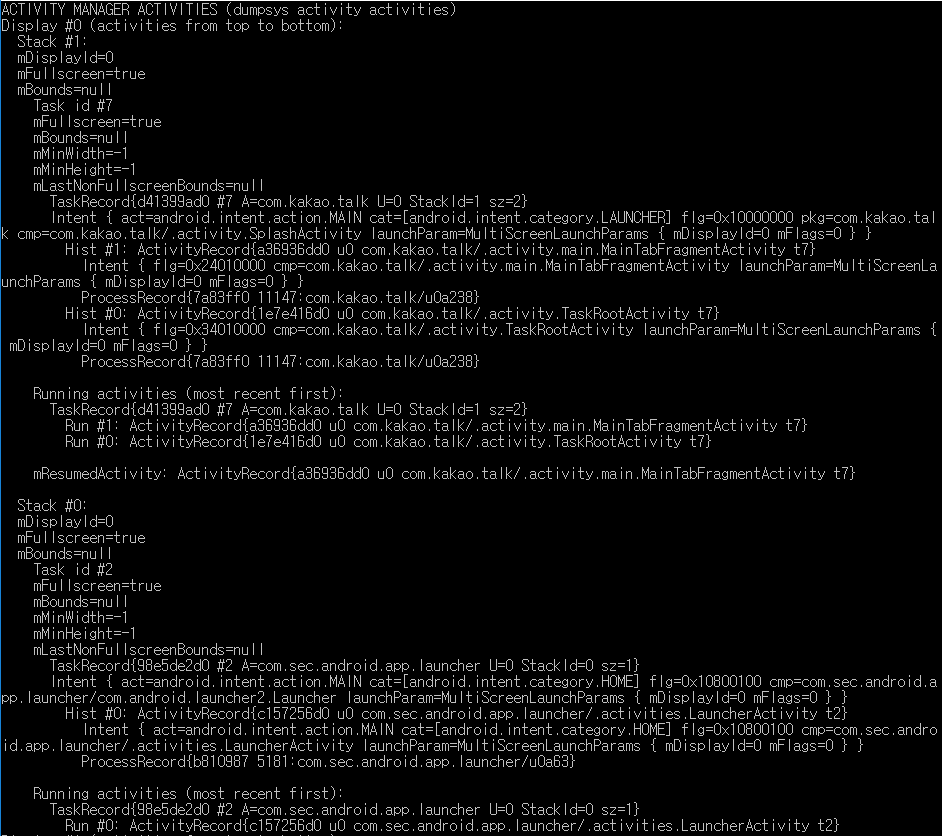 ACTIVITY MANAGER ACTIVITIES (dumpsys activity activities)
Display #0 (activities from top to bottom):
  Stack #1:
  mDisplayId=0
  mFullscreen=true
  mBounds=null
    Task id #7
    mFullscreen=true
    mBounds=null
    mMinWidth=-1
    mMinHeight=-1
    mLastNonFullscreenBounds=null
      TaskRecord{d41399ad0 #7 A=com.kakao.talk U=0 StackId=1 sz=2}
      Intent { act=android.intent.action.MAIN cat=[android.intent.category.LAUNCHER] flg=0x10000000 pkg=com.kakao.tal
k cmp=com.kakao.talk/.activity.SplashActivity launchParam=MultiScreenLaunchParams { mDisplayId=0 mFlags=0 } }
        Hist #1: ActivityRecord{a36936dd0 u0 com.kakao.talk/.activity.main.MainTabFragmentActivity t7}
          Intent { flg=0x24010000 cmp=com.kakao.talk/.activity.main.MainTabFragmentActivity launchParam=MultiScreenLa
unchParams { mDisplayId=0 mFlags=0 } }
          ProcessRecord{7a83ff0 11147:com.kakao.talk/u0a238}
        Hist #0: ActivityRecord{1e7e416d0 u0 com.kakao.talk/.activity.TaskRootActivity t7}
          Intent { flg=0x34010000 cmp=com.kakao.talk/.activity.TaskRootActivity launchParam=MultiScreenLaunchParams {
 mDisplayId=0 mFlags=0 } }
          ProcessRecord{7a83ff0 11147:com.kakao.talk/u0a238}
    Running activities (most recent first):
      TaskRecord{d41399ad0 #7 A=com.kakao.talk U=0 StackId=1 sz=2}
        Run #1: ActivityRecord{a36936dd0 u0 com.kakao.talk/.activity.main.MainTabFragmentActivity t7}
        Run #0: ActivityRecord{1e7e416d0 u0 com.kakao.talk/.activity.TaskRootActivity t7}
    mResumedActivity: ActivityRecord{a36936dd0 u0 com.kakao.talk/.activity.main.MainTabFragmentActivity t7}
  Stack #0:
  mDisplayId=0
  mFullscreen=true
  mBounds=null
    Task id #2
    mFullscreen=true
    mBounds=null
    mMinWidth=-1
    mMinHeight=-1
    mLastNonFullscreenBounds=null
      TaskRecord{98e5de2d0 #2 A=com.sec.android.app.launcher U=0 StackId=0 sz=1}
      Intent { act=android.intent.action.MAIN cat=[android.intent.category.HOME] flg=0x10800100 cmp=com.sec.android.a
pp.launcher/com.android.launcher2.Launcher launchParam=MultiScreenLaunchParams { mDisplayId=0 mFlags=0 } }
        Hist #0: ActivityRecord{c157256d0 u0 com.sec.android.app.launcher/.activities.LauncherActivity t2}
          Intent { act=android.intent.action.MAIN cat=[android.intent.category.HOME] flg=0x10800100 cmp=com.sec.andro
id.app.launcher/.activities.LauncherActivity launchParam=MultiScreenLaunchParams { mDisplayId=0 mFlags=0 } }
          ProcessRecord{b810987 5181:com.sec.android.app.launcher/u0a63}
    Running activities (most recent first):
      TaskRecord{98e5de2d0 #2 A=com.sec.android.app.launcher U=0 StackId=0 sz=1}
        Run #0: ActivityRecord{c157256d0 u0 com.sec.android.app.launcher/.activities.LauncherActivity t2}